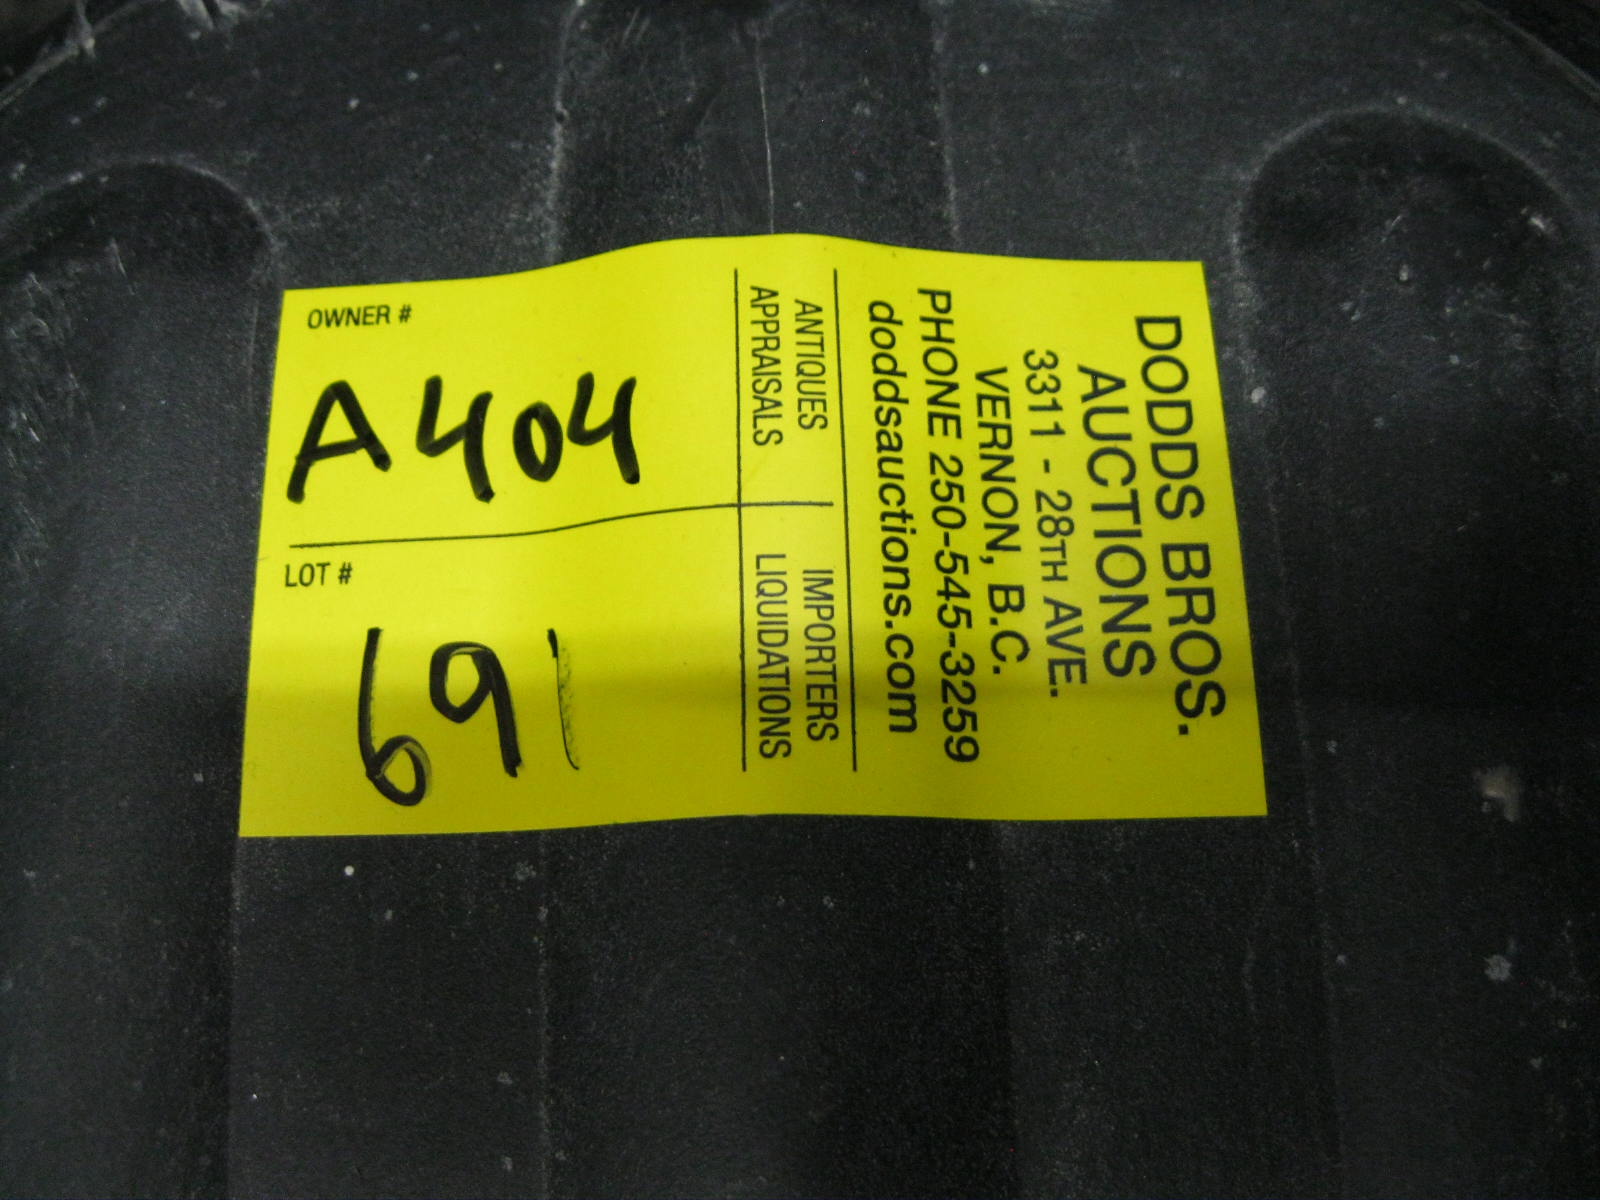 OWNER #
A404
LOT #
691
ANTIQUES
APPRAISALS
IMPORTERS
LIQUIDATIONS
DODDS BROS.
AUCTIONS
3311 - 28TH AVE.
VERNON, B.C.
PHONE 250-545-3259
doddsauctions.com